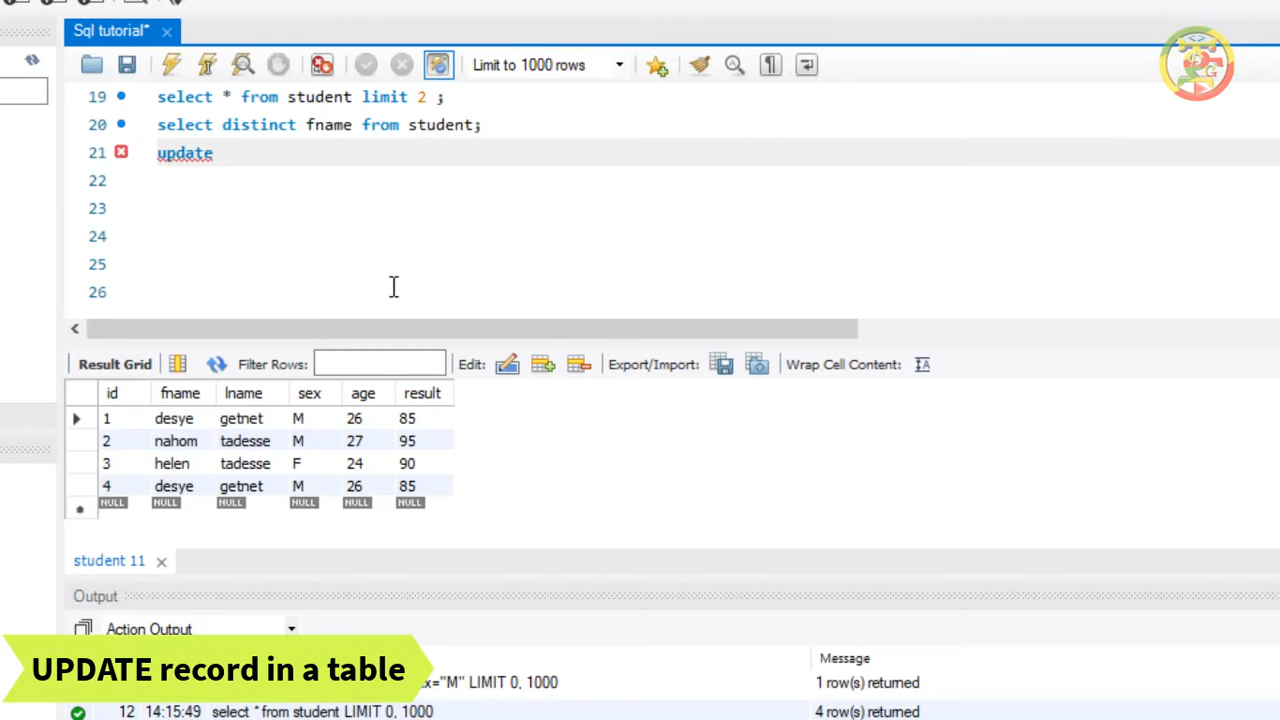 Sql tutorial*
Limit to 1000 rows
19 select * from student limit 2 ;
20 select distinct fname from student;
21 update
22
23
24
25
26
Result Grid Filter Rows: Edit: Export/Import: Wrap Cell Content:
id fname lname sex age result
1 desye getnet M 26 85
2 nahom tadesse M 27 95
3 helen tadesse F 24 90
4 desye getnet M 26 85
NULL NULL NULL NULL NULL NULL
student 11
Output
Action Output
Message
="M" LIMIT 0, 1000 1 row(s) returned
12 14:15:49 select * from student LIMIT 0, 1000 4 row(s) returned
UPDATE record in a table